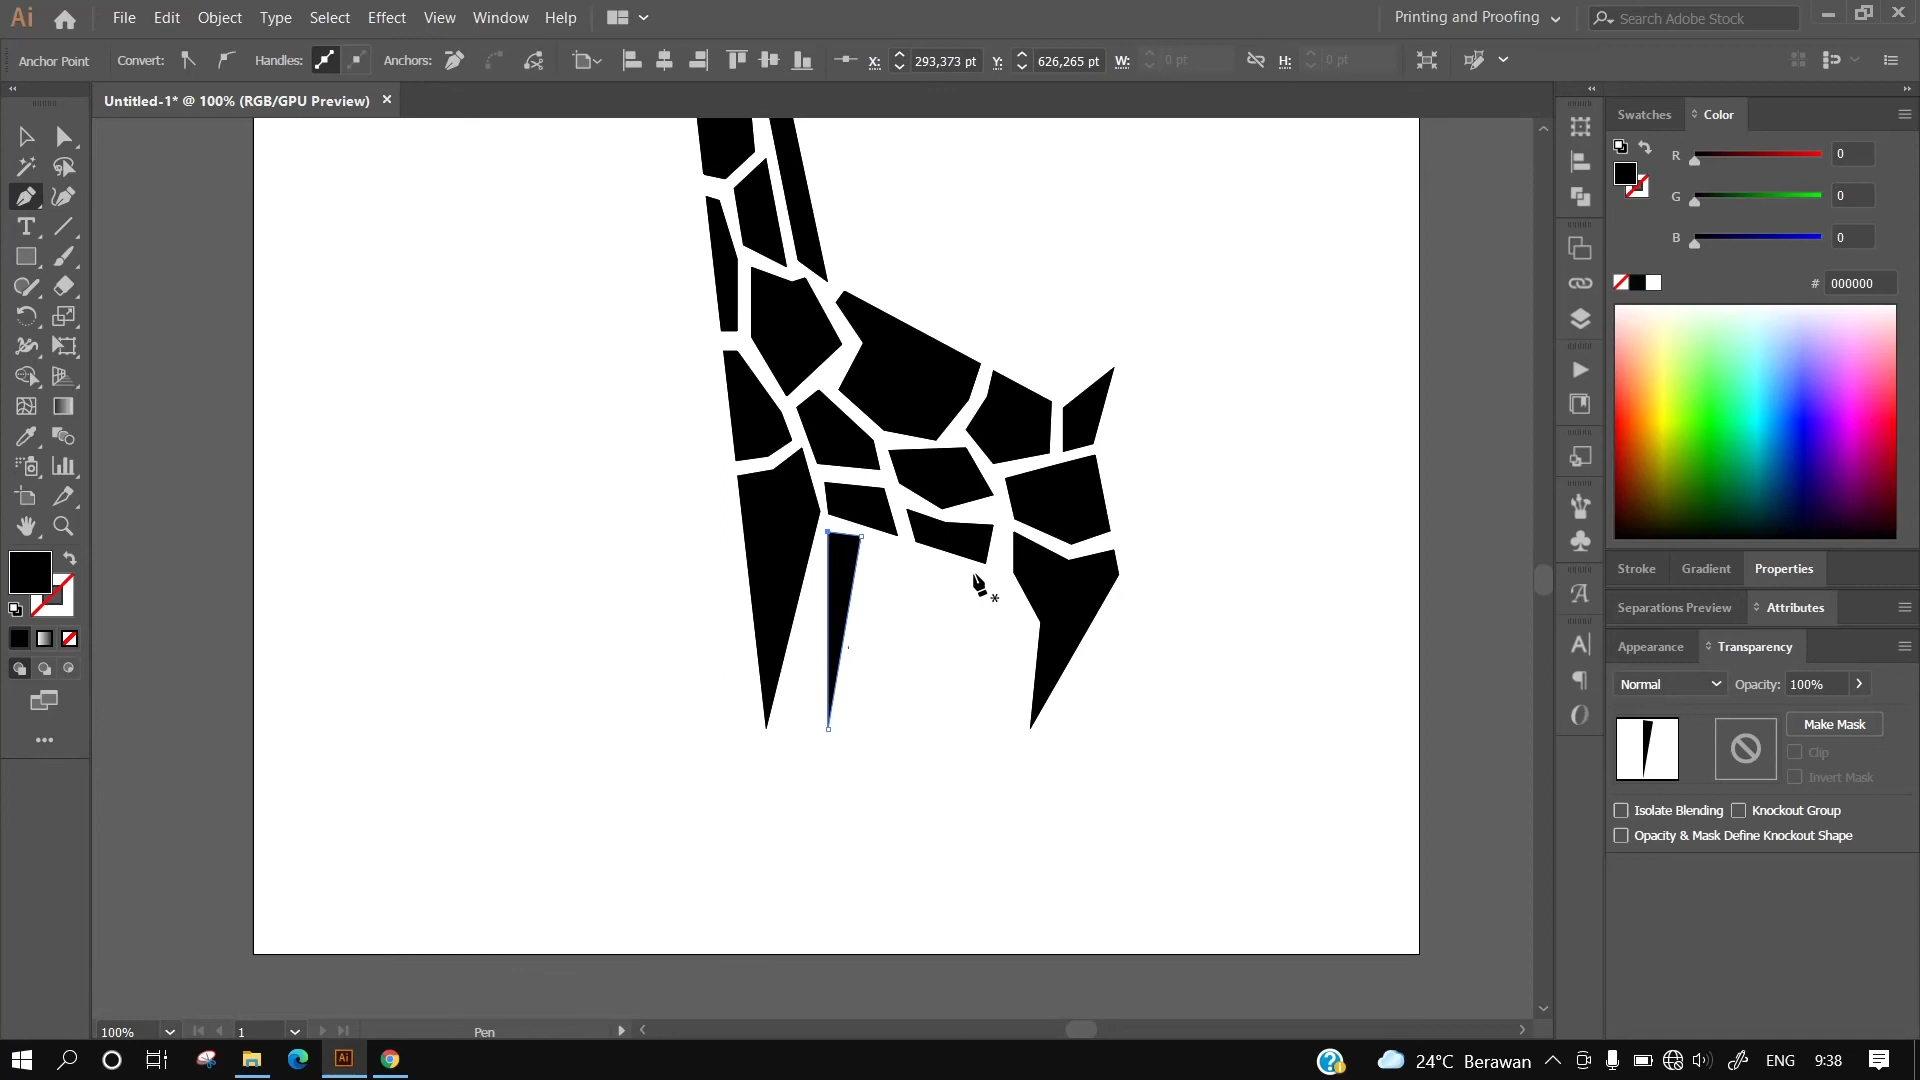 Ai File Edit Object Type Select Effect View Window Help Printing and Proofing Search Adobe Stock
Anchor Point Convert: Handles: Anchors: X: 293,373 pt Y: 626,265 pt W: 0 pt H: 0 pt
Untitled-1* @ 100% (RGB/GPU Preview)
Swatches Color
R 0
G 0
B 0
# 000000
Stroke Gradient Properties
Separations Preview Attributes
Appearance Transparency
Normal Opacity: 100%
Make Mask
Clip
Invert Mask
Isolate Blending Knockout Group
Opacity & Mask Define Knockout Shape
100% 1 Pen
Ai 24°C Berawan ENG 9:38